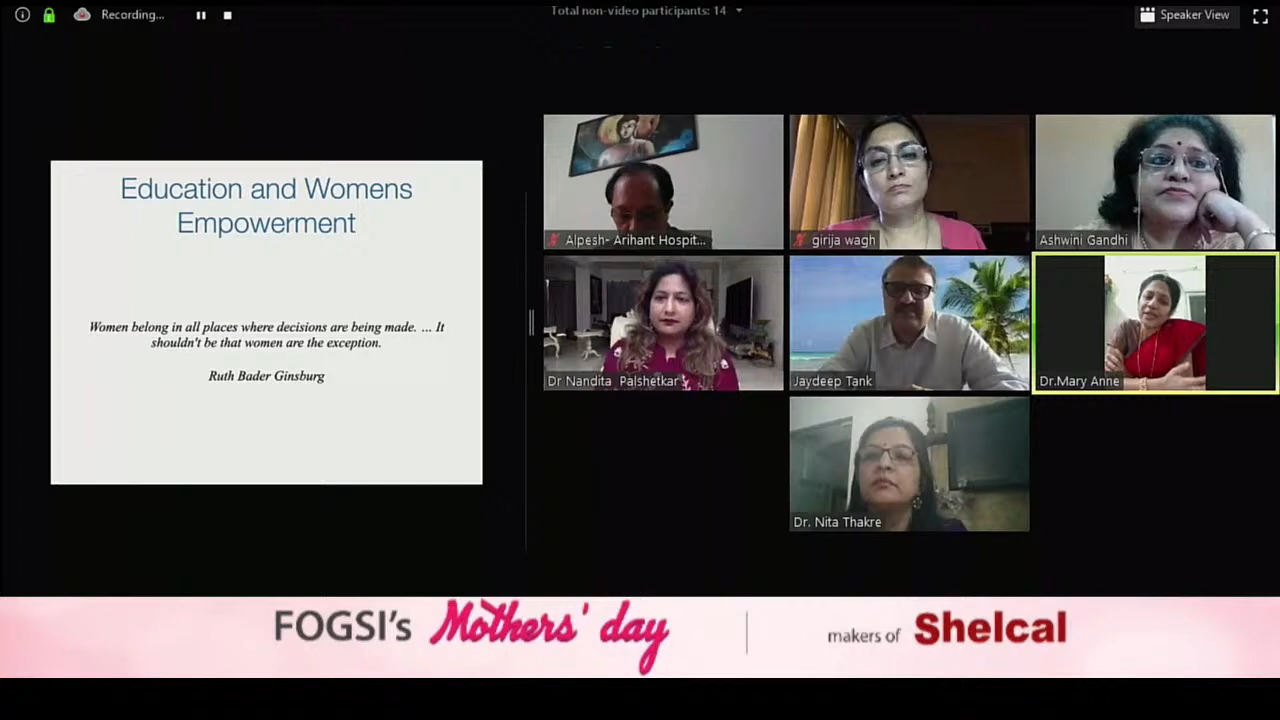 Recording...
Total non-video participants: 14
Speaker View
Education and Womens
Empowerment
Women belong in all places where decisions are being made. ... It
shouldn't be that women are the exception.
Ruth Bader Ginsburg
Alpesh- Arihant Hospit...
girija wagh
Ashwini Gandhi
Dr Nandita Palshetkar
Jaydeep Tank
Dr.Mary Anne
Dr. Nita Thakre
FOGSI's Mothers' day
makers of Shelcal